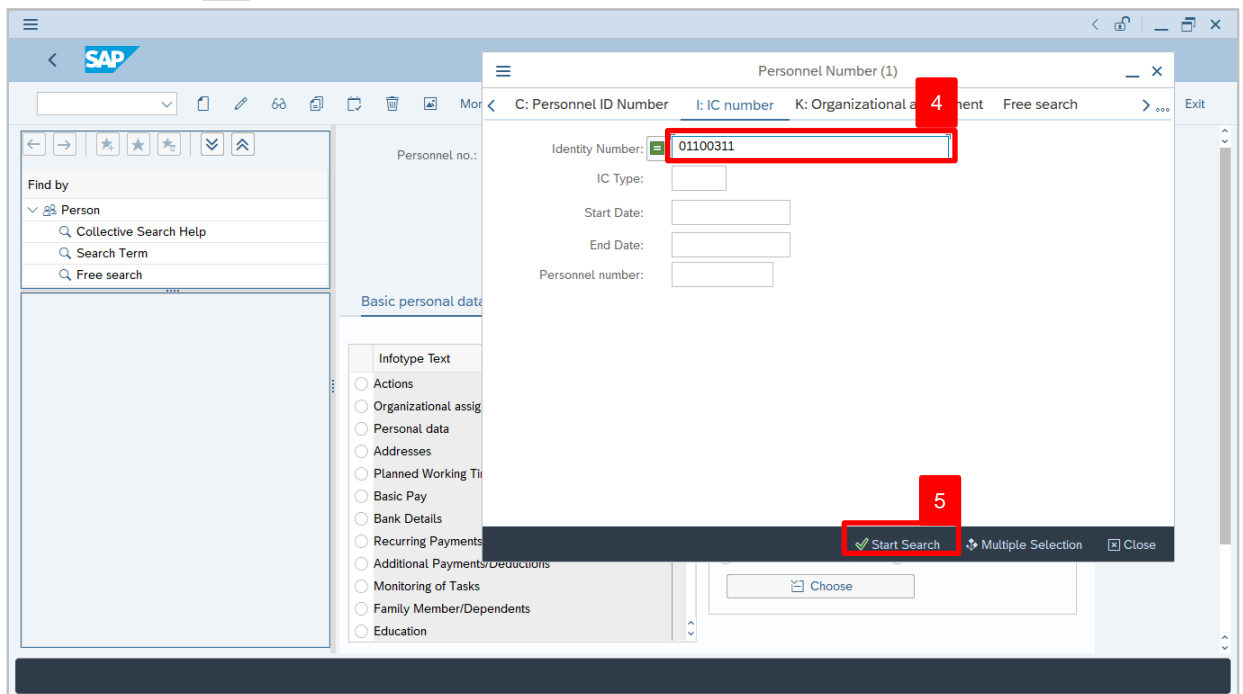 SAP
Personnel Number (1)
Mor
C: Personnel ID Number
I: IC number
K: Organizational a
4
ment
Free search
Exit
Personnel no.:
Identity Number:
01100311
IC Type:
Start Date:
End Date:
Personnel number:
Find by
Person
Collective Search Help
Search Term
Free search
Basic personal data
Infotype Text
Actions
Organizational assig
Personal data
Addresses
Planned Working Ti
Basic Pay
Bank Details
Recurring Payments
Additional Payments/Deductions
Monitoring of Tasks
Family Member/Dependents
Education
5
Start Search
Multiple Selection
Close
Choose